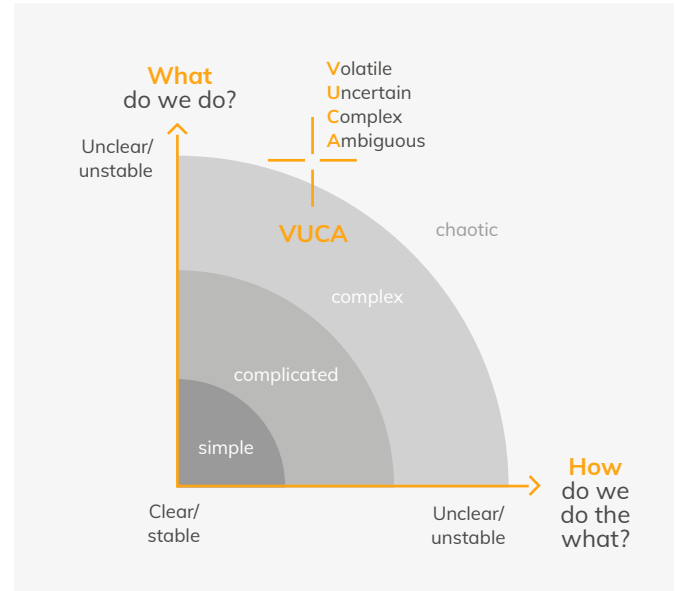 What
do we do?
Volatile
Uncertain
Complex
Ambiguous
Unclear/
unstable
VUCA
chaotic
complex
complicated
simple
How
do we
do the
what?
Clear/
stable
Unclear/
unstable